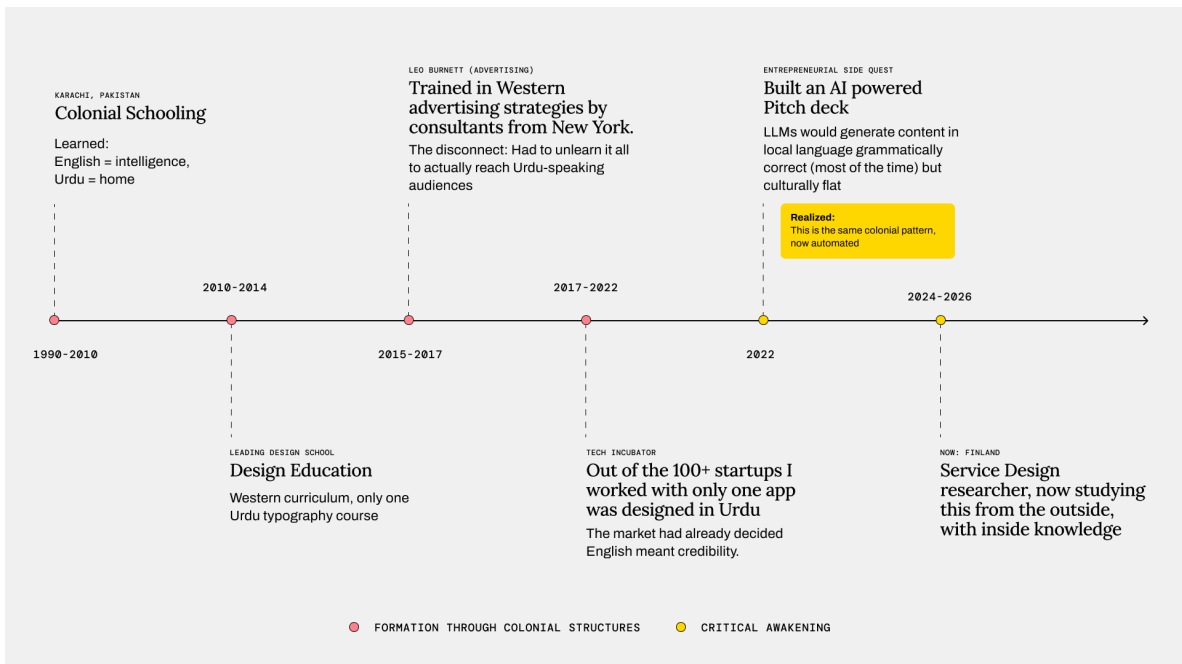 KARACHI, PAKISTAN
Colonial Schooling
Learned:
English = intelligence,
Urdu = home
LEO BURNETT (ADVERTISING)
Trained in Western
advertising strategies by
consultants from New York.
The disconnect: Had to unlearn it all
to actually reach Urdu-speaking
audiences
ENTREPRENEURIAL SIDE QUEST
Built an AI powered
Pitch deck
LLMs would generate content in
local language grammatically
correct (most of the time) but
culturally flat
Realized:
This is the same colonial pattern,
now automated
2010-2014
2017-2022
2024-2026
1990-2010
2015-2017
2022
LEADING DESIGN SCHOOL
Design Education
Western curriculum, only one
Urdu typography course
TECH INCUBATOR
Out of the 100+ startups I
worked with only one app
was designed in Urdu
The market had already decided
English meant credibility.
NOW: FINLAND
Service Design
researcher, now studying
this from the outside,
with inside knowledge
FORMATION THROUGH COLONIAL STRUCTURES
CRITICAL AWAKENING